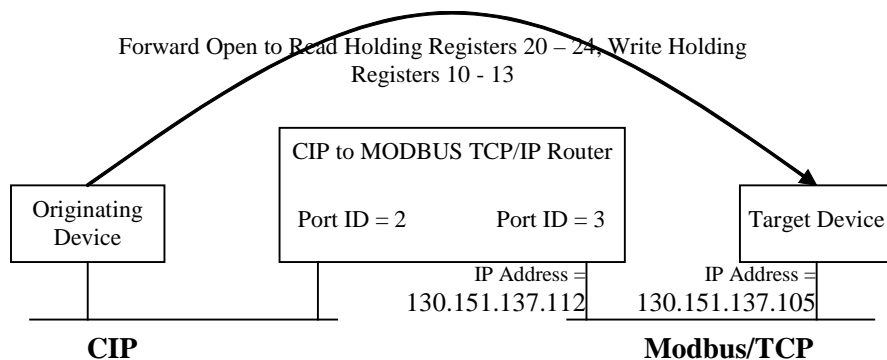 Forward Open to Read Holding Registers 20 – 24, Write Holding
Registers 10 - 13
CIP to MODBUS TCP/IP Router
Originating
Device
Port ID = 2
Port ID = 3
Target Device
IP Address =
130.151.137.112
IP Address =
130.151.137.105
CIP
Modbus/TCP